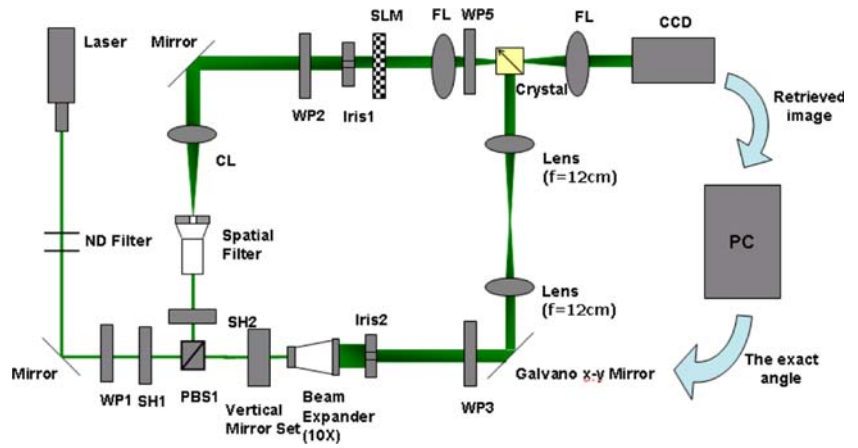 Laser
Mirror
WP2
Iris1
SLM
FL
WP5
Crystal
FL
CCD
Retrieved
image
CL
Lens
(f=12cm)
ND Filter
Spatial
Filter
PC
Lens
(f=12cm)
SH2
Iris2
Mirror
WP1
SH1
PBS1
Vertical
Mirror Set
Beam
Expander
(10X)
WP3
Galvano x-y Mirror
The exact
angle